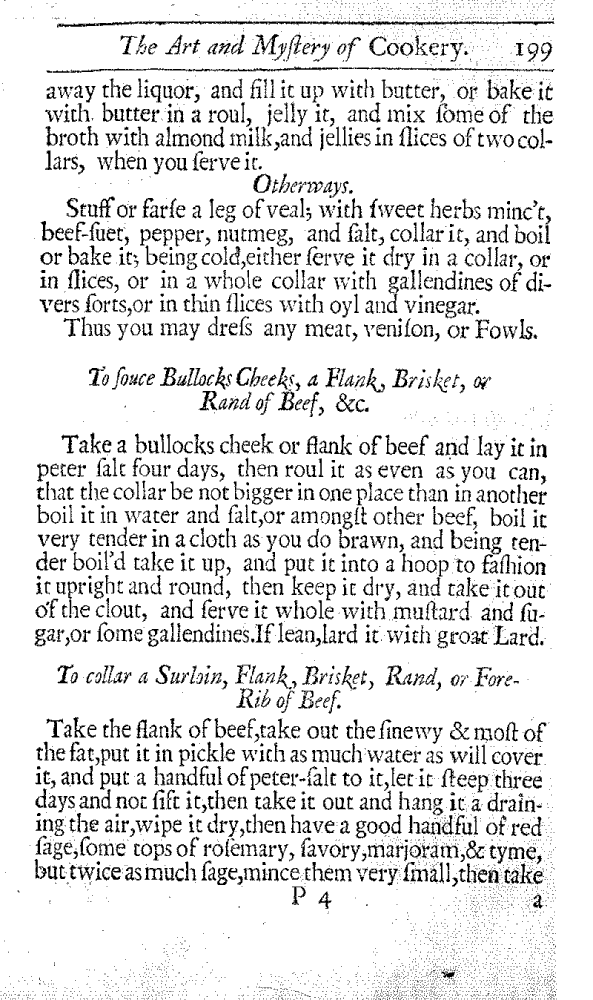 The Art and Myſtery of Cookery. 199
away the liquor, and fill it up with butter, or bake it
with butter in a roul, jelly it, and mix ſome of the
broth with almond milk,and jellies in ſlices of two col-
lars, when you ſerve it.
Otherways.
Stuff or farſe a leg of veal; with ſweet herbs minc't,
beef-ſuet, pepper, nutmeg, and ſalt, collar it, and boil
or bake it; being cold,either ſerve it dry in a collar, or
in ſlices, or in a whole collar with gallendines of di-
vers ſorts,or in thin ſlices with oyl and vinegar.
Thus you may dreſs any meat, veniſon, or Fowls.
To ſouce Bullocks Cheeks, a Flank, Brisket, or
Rand of Beef, &c.
Take a bullocks cheek or flank of beef and lay it in
peter ſalt four days, then roul it as even as you can,
that the collar be not bigger in one place than in another
boil it in water and ſalt,or amongſt other beef, boil it
very tender in a cloth as you do brawn, and being ten-
der boil'd take it up, and put it into a hoop to faſhion
it upright and round, then keep it dry, and take it out
of the clout, and ſerve it whole with muſtard and ſu-
gar,or ſome gallendines.If lean,lard it with groat Lard.
To collar a Surloin, Flank, Brisket, Rand, or Fore-
Rib of Beef.
Take the flank of beef,take out the ſinewy & moſt of
the fat,put it in pickle with as much water as will cover
it, and put a handful of peter-ſalt to it,let it ſteep three
days and not ſift it,then take it out and hang it a drain-
ing the air,wipe it dry,then have a good handful of red
ſage,ſome tops of roſemary, ſavory,marjoram,& tyme,
but twice as much ſage,mince them very ſmall,then take
P 4 a